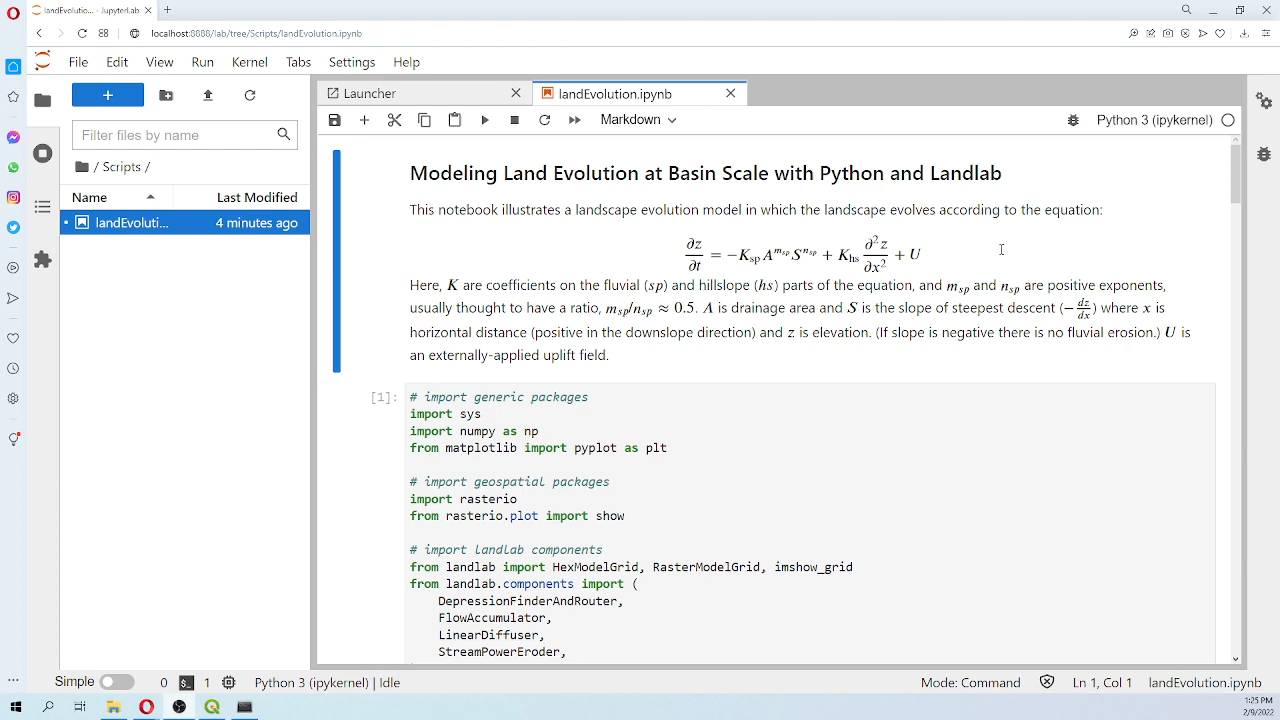 landEvolutio... - JupyterLab
localhost:8888/lab/tree/Scripts/landEvolution.ipynb
File Edit View Run Kernel Tabs Settings Help
Launcher
landEvolution.ipynb
Markdown
Python 3 (ipykernel)
Filter files by name
/ Scripts /
Name Last Modified
landEvoluti... 4 minutes ago
Modeling Land Evolution at Basin Scale with Python and Landlab
This notebook illustrates a landscape evolution model in which the landscape evolves according to the equation:
∂z/∂t = −K_sp A^{m_sp} S^{n_sp} + K_hs ∂²z/∂x² + U
Here, K are coefficients on the fluvial (sp) and hillslope (hs) parts of the equation, and m_sp and n_sp are positive exponents,
usually thought to have a ratio, m_sp/n_sp ≈ 0.5. A is drainage area and S is the slope of steepest descent (−dz/dx) where x is
horizontal distance (positive in the downslope direction) and z is elevation. (If slope is negative there is no fluvial erosion.) U is
an externally-applied uplift field.
[1]:
# import generic packages
import sys
import numpy as np
from matplotlib import pyplot as plt
# import geospatial packages
import rasterio
from rasterio.plot import show
# import landlab components
from landlab import HexModelGrid, RasterModelGrid, imshow_grid
from landlab.components import (
DepressionFinderAndRouter,
FlowAccumulator,
LinearDiffuser,
StreamPowerEroder,
Simple 0 1 Python 3 (ipykernel) | Idle
Mode: Command Ln 1, Col 1 landEvolution.ipynb
1:25 PM
2/9/2022